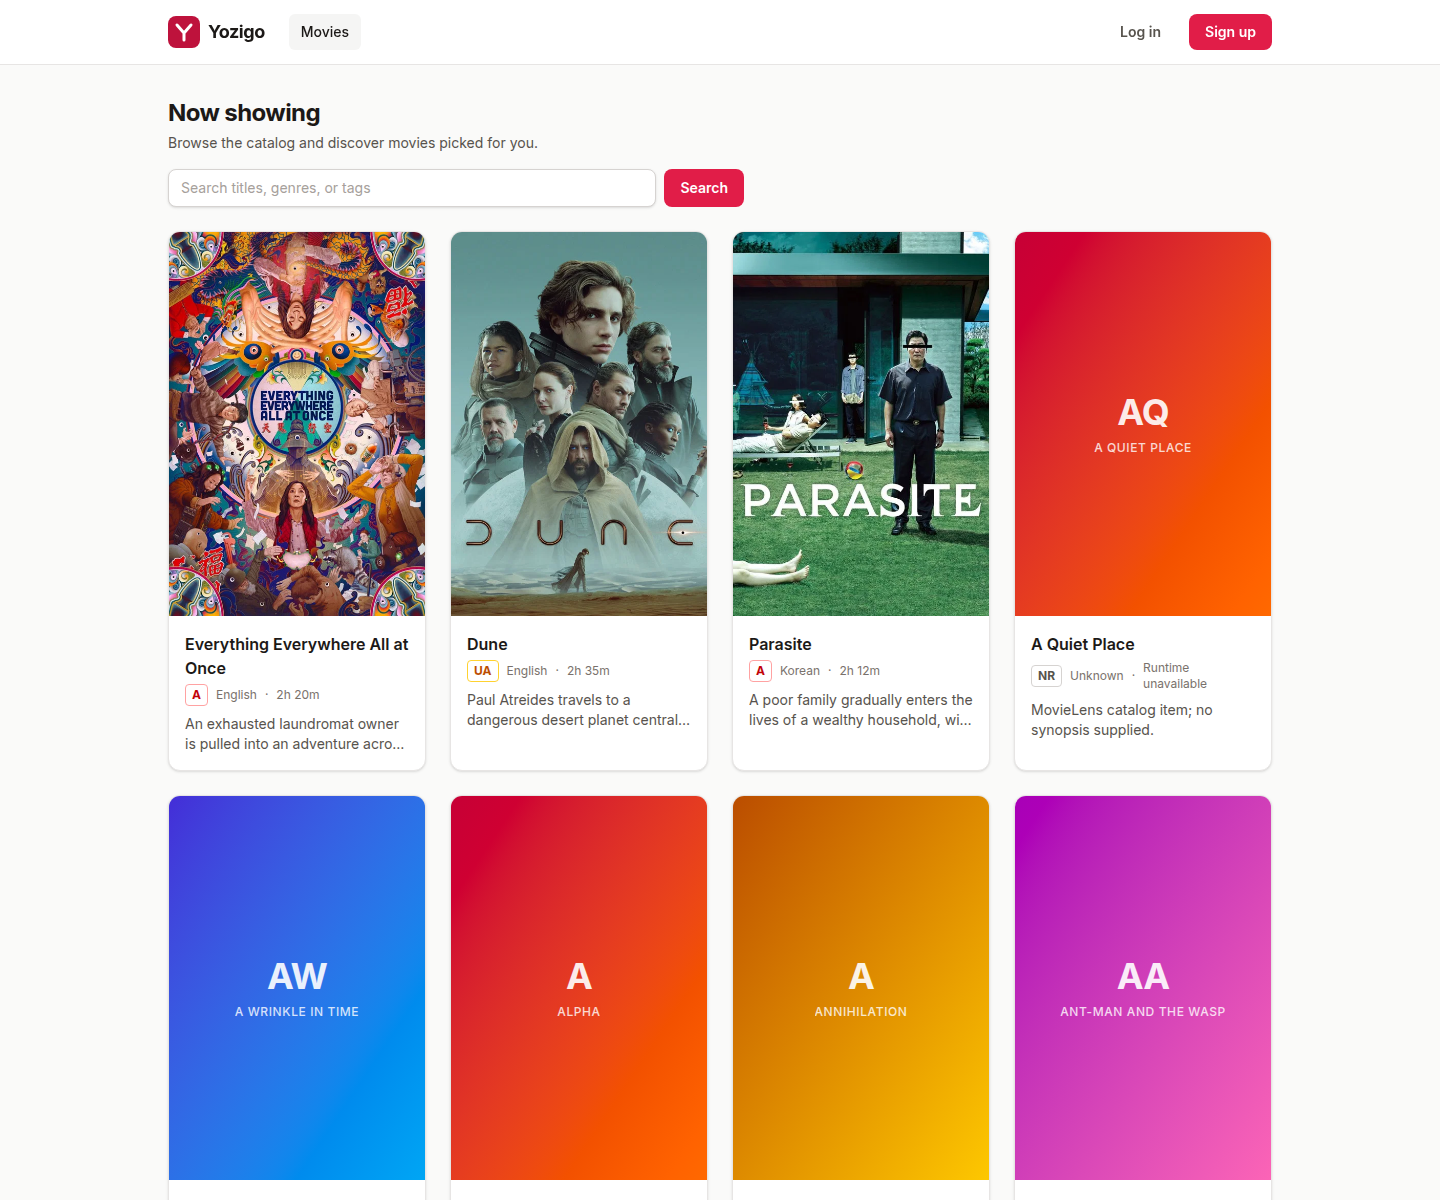 Yozigo
Movies
Log in
Sign up
Now showing
Browse the catalog and discover movies picked for you.
Search titles, genres, or tags
Search
EVERYTHING
EVERYWHERE
ALL AT ONCE
DUNE
PARASITE
AQ
A QUIET PLACE
Everything Everywhere All at
Once
A English · 2h 20m
An exhausted laundromat owner
is pulled into an adventure acro...
Dune
UA English · 2h 35m
Paul Atreides travels to a
dangerous desert planet central...
Parasite
A Korean · 2h 12m
A poor family gradually enters the
lives of a wealthy household, wi...
A Quiet Place
NR Unknown · Runtime
unavailable
MovieLens catalog item; no
synopsis supplied.
AW
A WRINKLE IN TIME
A
ALPHA
A
ANNIHILATION
AA
ANT-MAN AND THE WASP